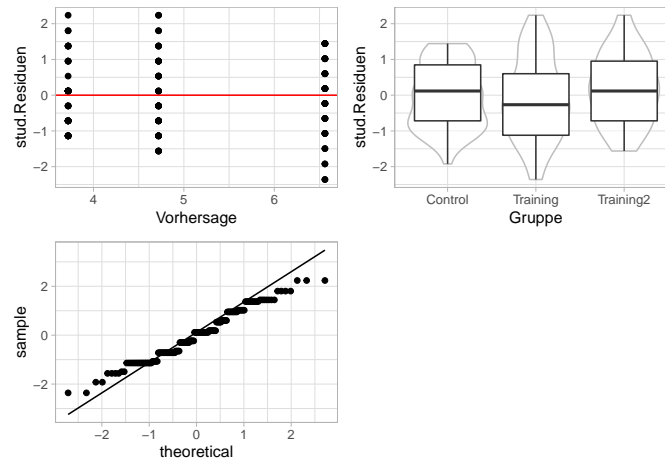 2
1
0
−1
−2
stud.Residuen
4
5
6
Vorhersage
2
1
0
−1
−2
stud.Residuen
Control
Training
Training2
Gruppe
2
0
−2
sample
−2
−1
0
1
2
theoretical